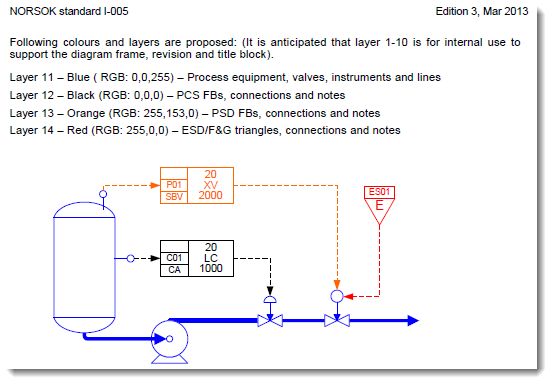 NORSOK standard I-005 Edition 3, Mar 2013
Following colours and layers are proposed: (It is anticipated that layer 1-10 is for internal use to
support the diagram frame, revision and title block).
Layer 11 – Blue ( RGB: 0,0,255) – Process equipment, valves, instruments and lines
Layer 12 – Black (RGB: 0,0,0) – PCS FBs, connections and notes
Layer 13 – Orange (RGB: 255,153,0) – PSD FBs, connections and notes
Layer 14 – Red (RGB: 255,0,0) – ESD/F&G triangles, connections and notes
20
P01 XV
SBV 2000
ES01
E
20
C01 LC
CA 1000